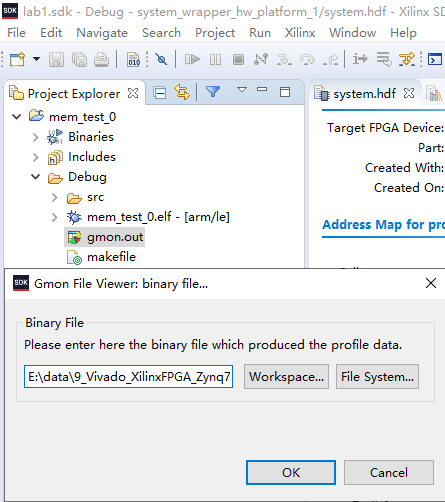 SDK lab1.sdk - Debug - system_wrapper_hw_platform_1/system.hdf - Xilinx SD
File Edit Navigate Search Project Run Xilinx Window
Project Explorer
system.hdf
mem_test_0
Binaries
Includes
Debug
src
mem_test_0.elf - [arm/le]
gmon.out
makefile
Target FPGA Device:
Part:
Created With:
Created On:
Address Map for pro
SDK Gmon File Viewer: binary file...
Binary File
Please enter here the binary file which produced the profile data.
E:\data\9_Vivado_XilinxFPGA_Zynq7 Workspace... File System...
OK Cancel